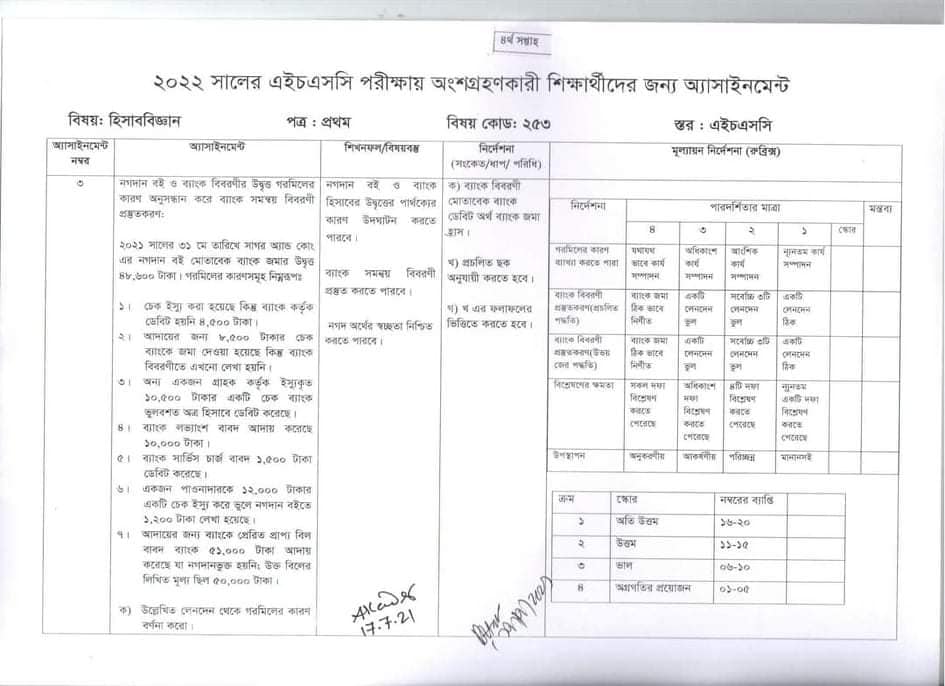 ৪র্থ সপ্তাহ
২০২২ সালের এইচএসসি পরীক্ষায় অংশগ্রহণকারী শিক্ষার্থীদের জন্য অ্যাসাইনমেন্ট
বিষয়: হিসাববিজ্ঞান পত্র : প্রথম বিষয় কোড: ২৫৩ স্তর : এইচএসসি
অ্যাসাইনমেন্ট
নম্বর
অ্যাসাইনমেন্ট
শিখনফল/বিষয়বস্তু
নির্দেশনা
(সংকেত/ধাপ/ পরিধি)
মূল্যায়ন নির্দেশনা (রুব্রিক্স)
৩
নগদান বই ও ব্যাংক বিবরণীর উদ্বৃত্ত গরমিলের
কারণ অনুসন্ধান করে ব্যাংক সমন্বয় বিবরণী
প্রস্তুতকরণ:
২০২১ সালের ৩১ মে তারিখে সাগর অ্যান্ড কোং
এর নগদান বই মোতাবেক ব্যাংক জমার উদ্বৃত্ত
৪৮,৬০০ টাকা। গরমিলের কারণসমূহ নিম্নরূপঃ
১। চেক ইস্যু করা হয়েছে কিন্তু ব্যাংক কর্তৃক
ডেবিট হয়নি ৪,৫০০ টাকা।
২। আদায়ের জন্য ৮,৫০০ টাকার চেক
ব্যাংকে জমা দেওয়া হয়েছে কিন্তু ব্যাংক
বিবরণীতে এখনো লেখা হয়নি।
৩। অন্য একজন গ্রাহক কর্তৃক ইস্যুকৃত
১০,৫০০ টাকার একটি চেক ব্যাংক
ভুলবশত অত্র হিসাবে ডেবিট করেছে।
৪। ব্যাংক লভ্যাংশ বাবদ আদায় করেছে
১০,০০০ টাকা।
৫। ব্যাংক সার্ভিস চার্জ বাবদ ১,৫০০ টাকা
ডেবিট করেছে।
৬। একজন পাওনাদারকে ১২,০০০ টাকার
একটি চেক ইস্যু করে ভুলে নগদান বইতে
১,২০০ টাকা লেখা হয়েছে।
৭। আদায়ের জন্য ব্যাংকে প্রেরিত প্রাপ্য বিল
বাবদ ব্যাংক ৫১,০০০ টাকা আদায়
করেছে যা নগদানভুক্ত হয়নি; উক্ত বিলের
লিখিত মূল্য ছিল ৫০,০০০ টাকা।
ক) উল্লেখিত লেনদেন থেকে গরমিলের কারণ
বর্ণনা করো।
নগদান বই ও ব্যাংক
হিসাবের উদ্বৃত্তের পার্থক্যের
কারণ উদঘাটন করতে
পারবে।
ব্যাংক সমন্বয় বিবরণী
প্রস্তুত করতে পারবে।
নগদ অর্থের স্বচ্ছতা নিশ্চিত
করতে পারবে।
ক) ব্যাংক বিবরণী
মোতাবেক ব্যাংক
ডেবিট অর্থ ব্যাংক জমা
হ্রাস।
খ) প্রচলিত ছক
অনুযায়ী করতে হবে।
গ) খ এর ফলাফলের
ভিত্তিতে করতে হবে।
নির্দেশনা পারদর্শিতার মাত্রা মন্তব্য
৪ ৩ ২ ১ স্কোর
গরমিলের কারণ
ব্যাখ্যা করতে পারা
যথাযথ
ভাবে কার্য
সম্পাদন
অধিকাংশ
কার্য
সম্পাদন
আংশিক
কার্য
সম্পাদন
ন্যূনতম কার্য
সম্পাদন
ব্যাংক বিবরণী
প্রস্তুতকরণ(প্রচলিত
পদ্ধতি)
ব্যাংক জমা
ঠিক ভাবে
নির্ণীত
একটি
লেনদেন
ভুল
সর্বোচ্চ ৩টি
লেনদেন
ভুল
একটি
লেনদেন
ঠিক
ব্যাংক বিবরণী
প্রস্তুতকরণ(উভয়
জের পদ্ধতি)
ব্যাংক জমা
ঠিক ভাবে
নির্ণীত
একটি
লেনদেন
ভুল
সর্বোচ্চ ৩টি
লেনদেন
ভুল
একটি
লেনদেন
ঠিক
বিশ্লেষণের ক্ষমতা
সকল দফা
বিশ্লেষণ
করতে
পেরেছে
অধিকাংশ
দফা
বিশ্লেষণ
করতে
পেরেছে
৪টি দফা
বিশ্লেষণ
করতে
পেরেছে
ন্যূনতম
একটি দফা
বিশ্লেষণ
করতে
পেরেছে
উপস্থাপন অনুকরণীয় আকর্ষণীয় পরিচ্ছন্ন মানানসই
ক্রম স্কোর নম্বরের ব্যাপ্তি
১ অতি উত্তম ১৬-২০
২ উত্তম ১১-১৫
৩ ভাল ০৬-১০
৪ অগ্রগতির প্রয়োজন ০১-০৫
17.7.21